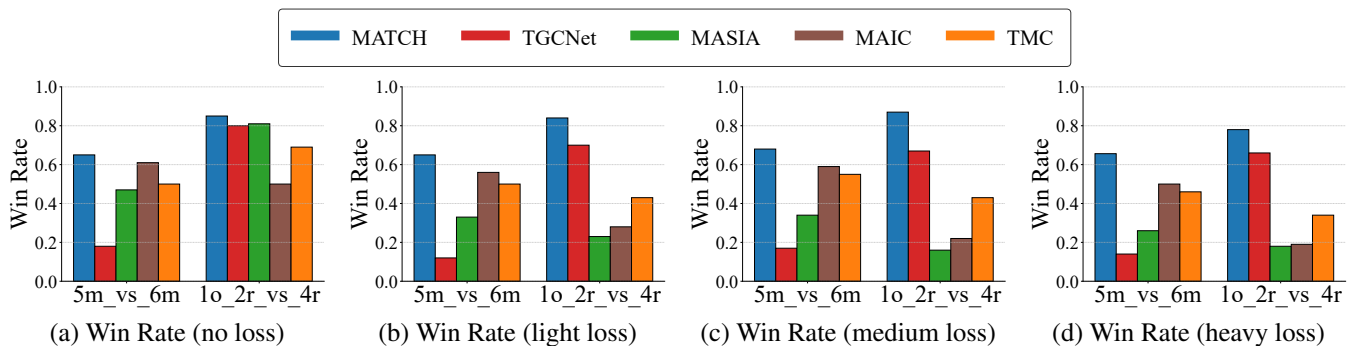 MATCH TGCNet MASIA MAIC TMC
1.0 1.0 1.0 1.0
0.8 0.8 0.8 0.8
0.6 0.6 0.6 0.6
0.4 0.4 0.4 0.4
0.2 0.2 0.2 0.2
0.0 0.0 0.0 0.0
Win Rate Win Rate Win Rate Win Rate
5m_vs_6m 1o_2r_vs_4r 5m_vs_6m 1o_2r_vs_4r 5m_vs_6m 1o_2r_vs_4r 5m_vs_6m 1o_2r_vs_4r
(a) Win Rate (no loss) (b) Win Rate (light loss) (c) Win Rate (medium loss) (d) Win Rate (heavy loss)